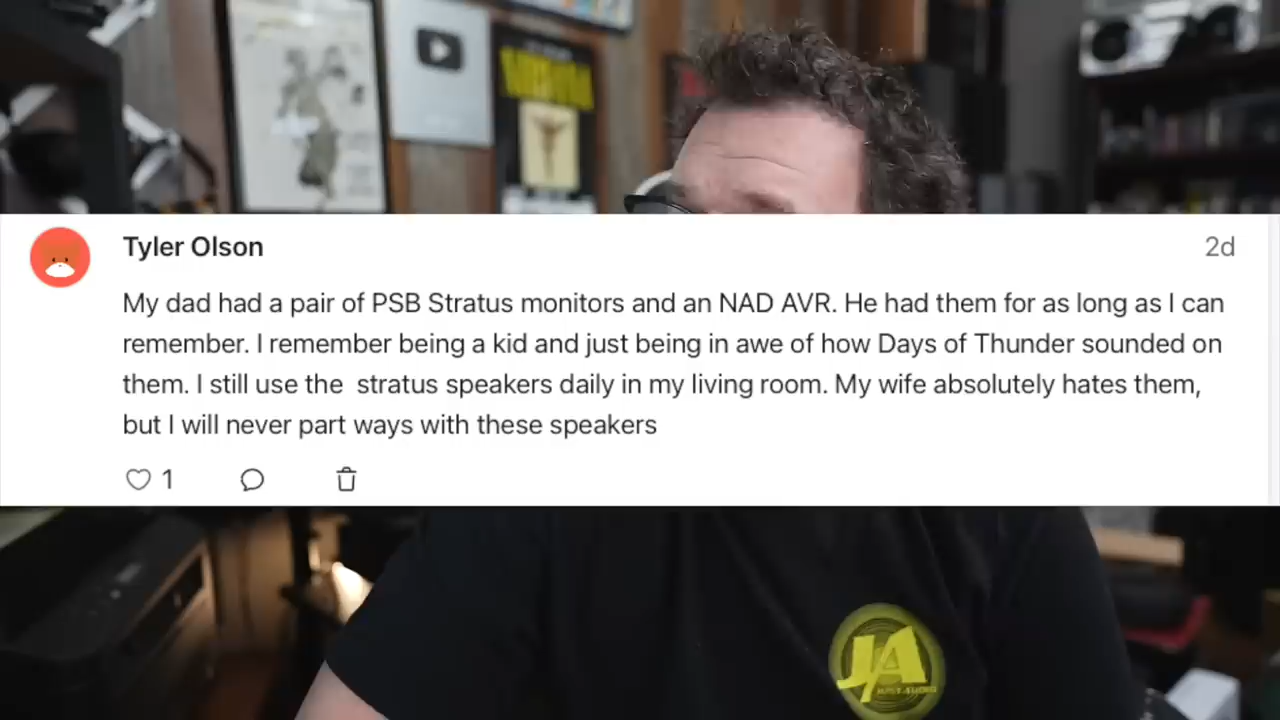 Tyler Olson
2d
My dad had a pair of PSB Stratus monitors and an NAD AVR. He had them for as long as I can
remember. I remember being a kid and just being in awe of how Days of Thunder sounded on
them. I still use the  stratus speakers daily in my living room. My wife absolutely hates them,
but I will never part ways with these speakers
1
JA